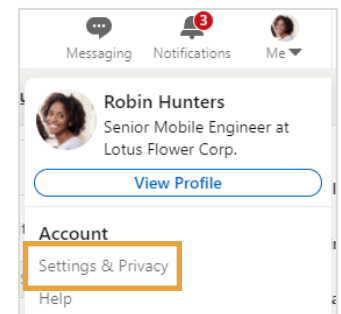 3
Messaging Notifications Me
Robin Hunters
Senior Mobile Engineer at
Lotus Flower Corp.
View Profile
Account
Settings & Privacy
Help